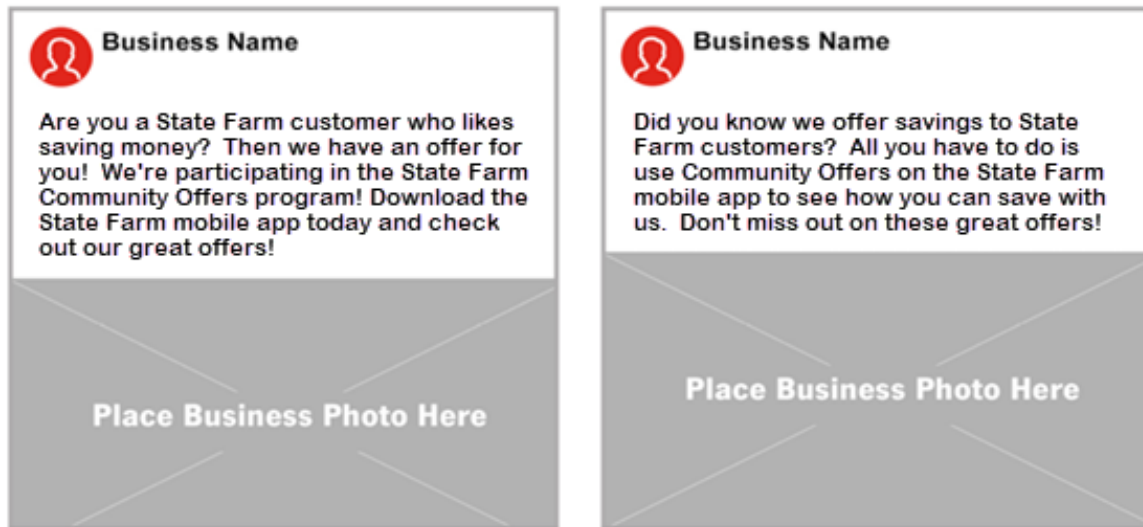 Business Name
Are you a State Farm customer who likes
saving money?  Then we have an offer for
you!  We're participating in the State Farm
Community Offers program! Download the
State Farm mobile app today and check
out our great offers!
Place Business Photo Here
Business Name
Did you know we offer savings to State
Farm customers?  All you have to do is
use Community Offers on the State Farm
mobile app to see how you can save with
us.  Don't miss out on these great offers!
Place Business Photo Here